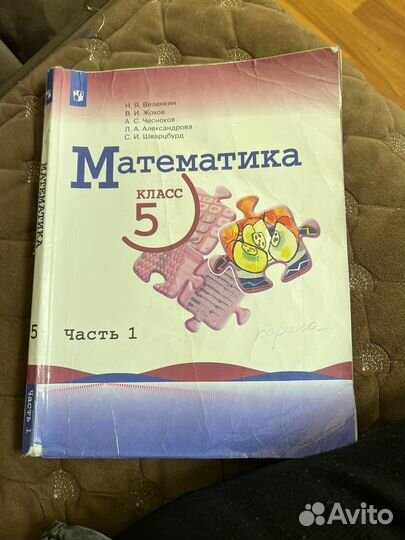 Н. Я. Виленкин
В. И. Жохов
А. С. Чесноков
Л. А. Александрова
С. И. Шварцбурд
Математика
КЛАСС
5
Часть 1
карина
МАТЕМАТИКА
5
Часть 1
Avito